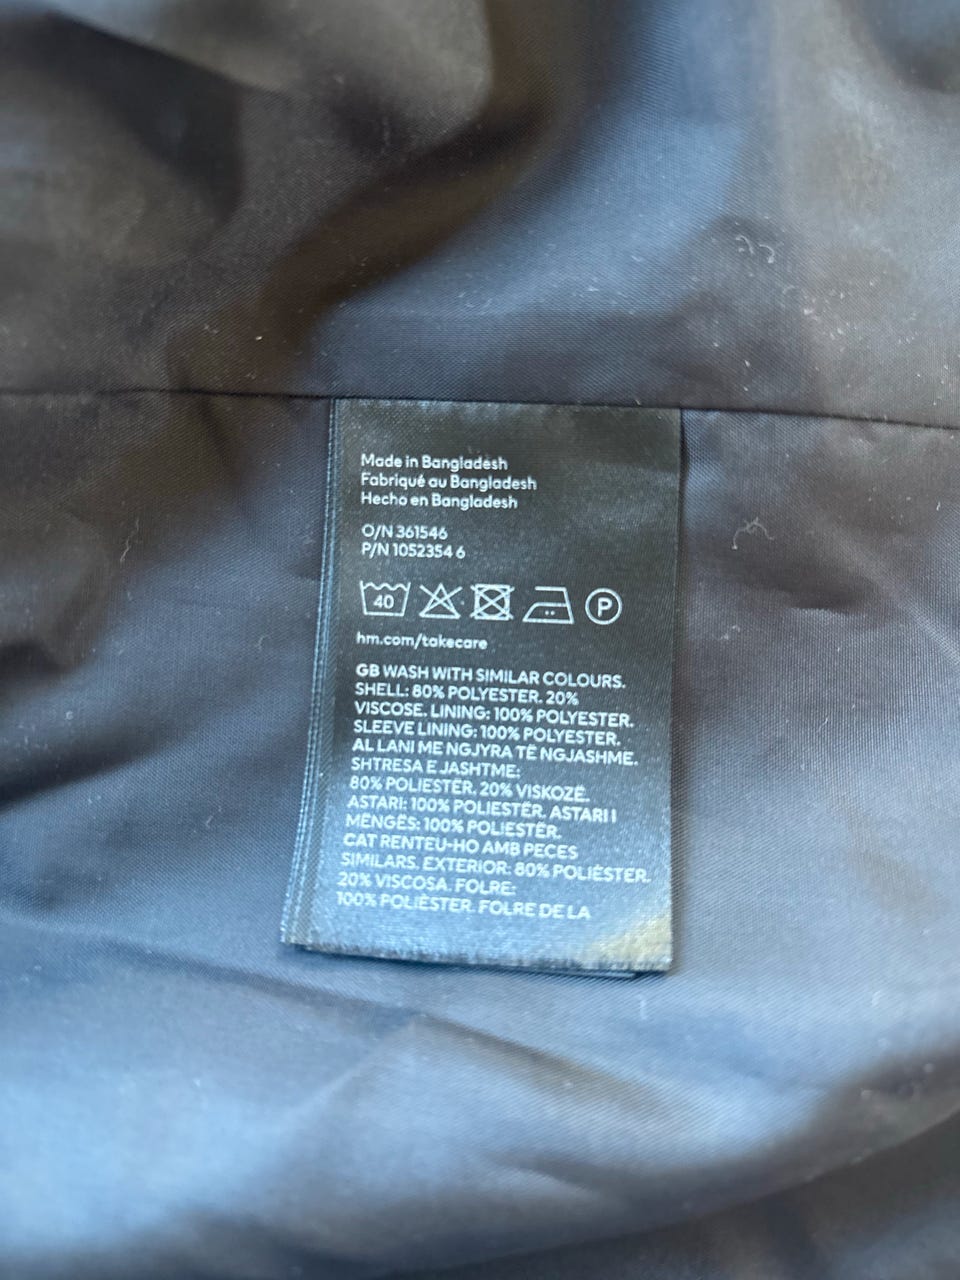 Made in Bangladesh
Fabriqué au Bangladesh
Hecho en Bangladesh
O/N 361546
P/N 1052354 6
40 P
hm.com/takecare
GB WASH WITH SIMILAR COLOURS.
SHELL: 80% POLYESTER. 20%
VISCOSE. LINING: 100% POLYESTER.
SLEEVE LINING: 100% POLYESTER.
AL LANI ME NGJYRA TË NGJASHME.
SHTRESA E JASHTME:
80% POLIESTËR. 20% VISKOZË.
ASTARI: 100% POLIESTËR. ASTARI I
MËNGËS: 100% POLIESTËR.
CAT RENTEU-HO AMB PECES
SIMILARS. EXTERIOR: 80% POLIÈSTER.
20% VISCOSA. FOLRE:
100% POLIÈSTER. FOLRE DE LA